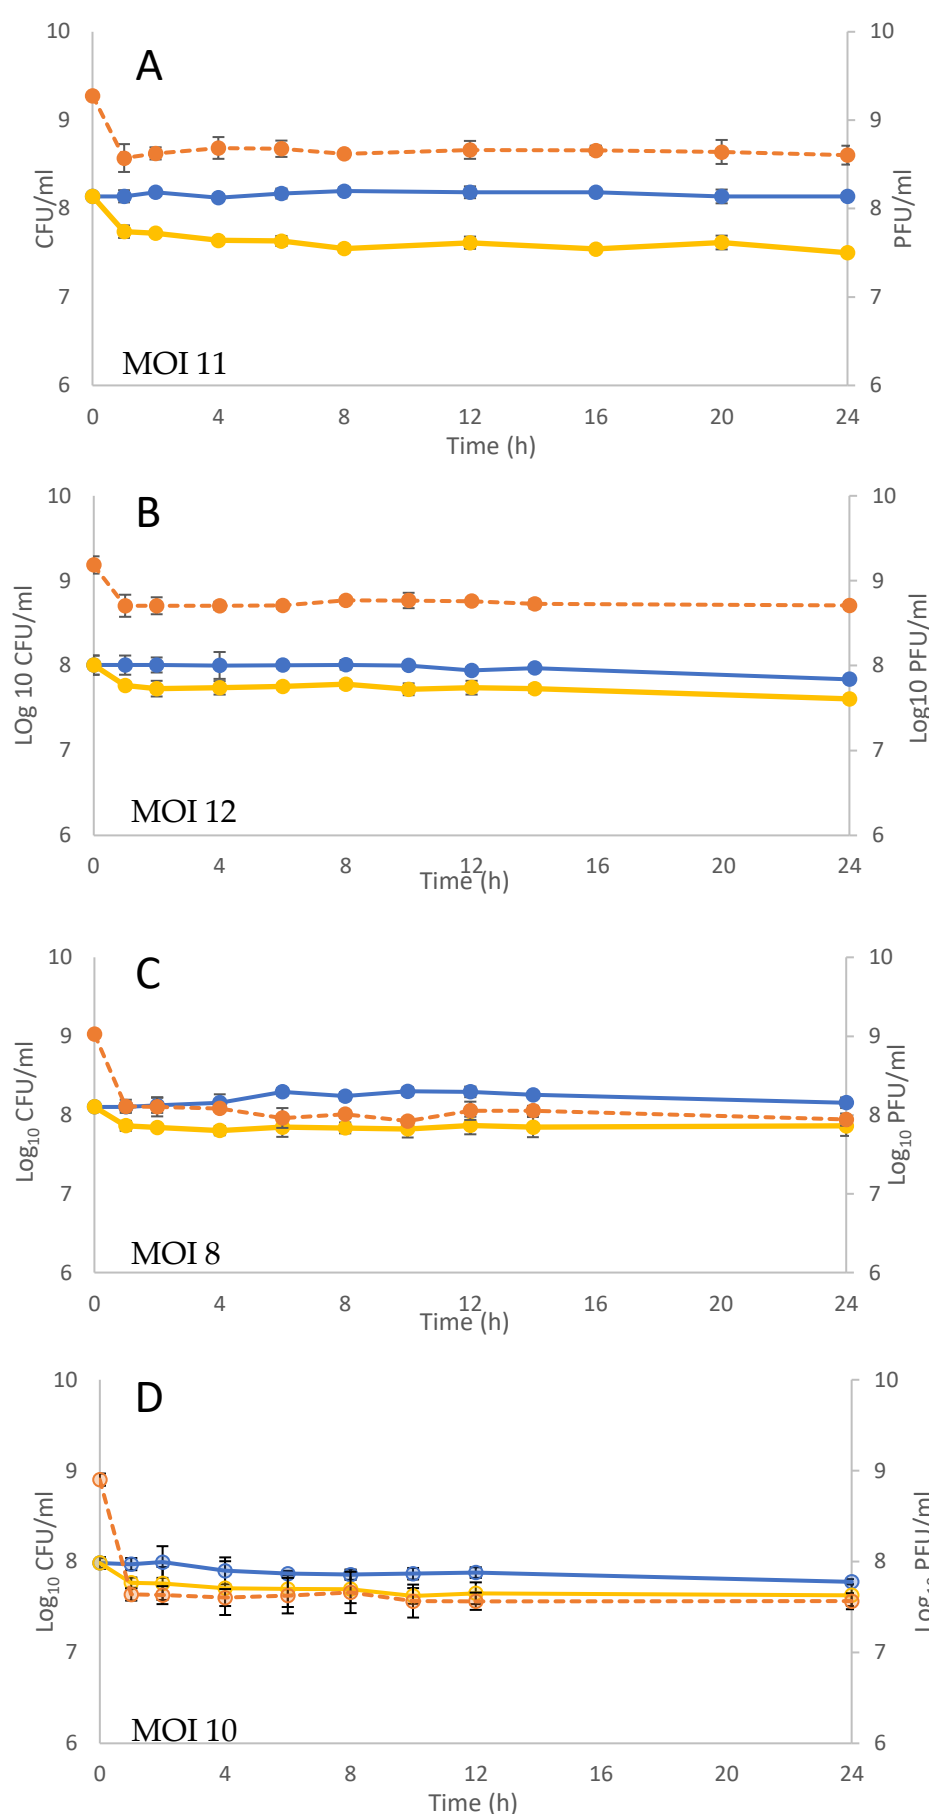 A
10 10
9 9
8 8
7 7
6 6
CFU/ml
PFU/ml
MOI 11
0 4 8 12 16 20 24
Time (h)
B
10 10
9 9
8 8
7 7
6 6
LOg 10 CFU/ml
Log10 PFU/ml
MOI 12
0 4 8 12 16 20 24
Time (h)
C
10 10
9 9
8 8
7 7
6 6
Log₁₀ CFU/ml
Log₁₀ PFU/ml
MOI 8
0 4 8 12 16 20 24
Time (h)
D
10 10
9 9
8 8
7 7
6 6
Log₁₀ CFU/ml
Log₁₀ PFU/ml
MOI 10
0 4 8 12 16 20 24
Time (h)